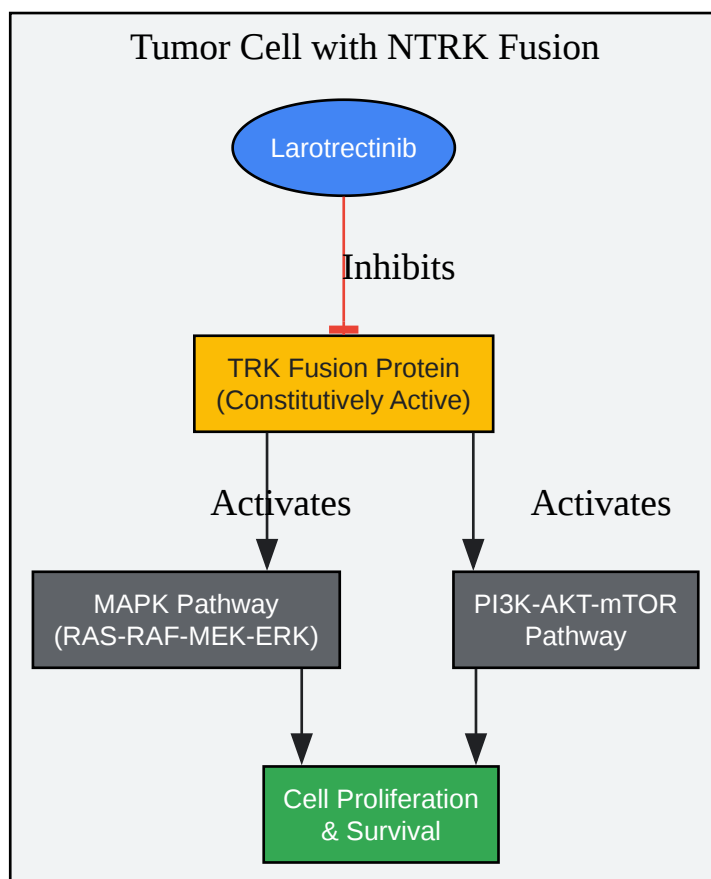 Tumor Cell with NTRK Fusion
Larotrectinib
Inhibits
TRK Fusion Protein
(Constitutively Active)
Activates
Activates
MAPK Pathway
(RAS-RAF-MEK-ERK)
PI3K-AKT-mTOR
Pathway
Cell Proliferation
& Survival